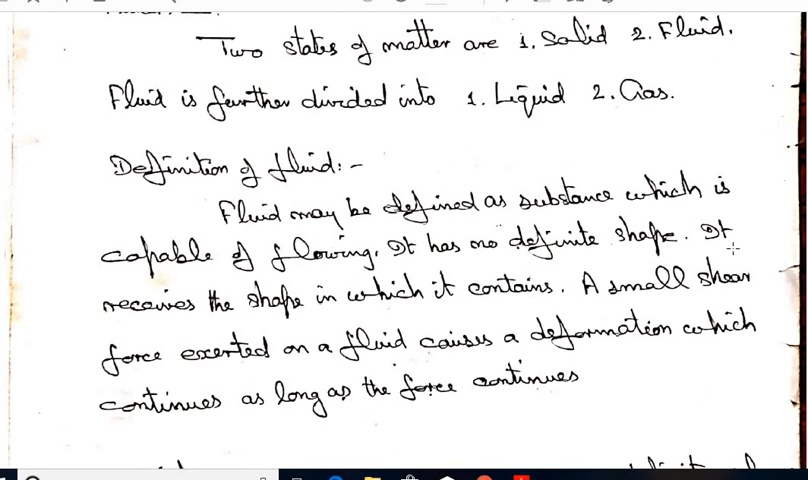 Two states of matter are 1. Solid 2. Fluid.
Fluid is further divided into 1. Liquid 2. Gas.
Definition of fluid:-
Fluid may be defined as substance which is
capable of flowing. It has no definite shape. It
receives the shape in which it contains. A small shear
force exerted on a fluid causes a deformation which
continues as long as the force continues